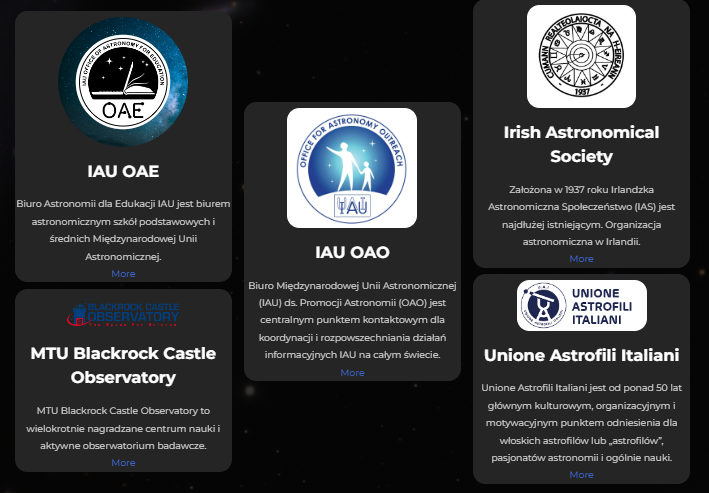 IAU OFFICE OF ASTRONOMY FOR EDUCATION
OAE
IAU OAE
Biuro Astronomii dla Edukacji IAU jest biurem
astronomicznym szkół podstawowych i
średnich Międzynarodowej Unii
Astronomicznej.
More
BLACKROCK CASTLE
OBSERVATORY
MTU Blackrock Castle
Observatory
MTU Blackrock Castle Observatory to
wielokrotnie nagradzane centrum nauki i
aktywne obserwatorium badawcze.
More
OFFICE FOR ASTRONOMY OUTREACH
IAU
IAU OAO
Biuro Międzynarodowej Unii Astronomicznej
(IAU) ds. Promocji Astronomii (OAO) jest
centralnym punktem kontaktowym dla
koordynacji i rozpowszechniania działań
informacyjnych IAU na całym świecie.
More
CUMANN REALTEOLAIOCTA NA H-EIREANN
1937
Irish Astronomical
Society
Założona w 1937 roku Irlandzka
Astronomiczna Społeczeństwo (IAS) jest
najdłużej istniejącym. Organizacja
astronomiczna w Irlandii.
More
UNIONE
ASTROFILI
ITALIANI
Unione Astrofili Italiani
Unione Astrofili Italiani jest od ponad 50 lat
głównym kulturowym, organizacyjnym i
motywacyjnym punktem odniesienia dla
włoskich astrofilów lub „astrofilów”,
pasjonatów astronomii i ogólnie nauki.
More